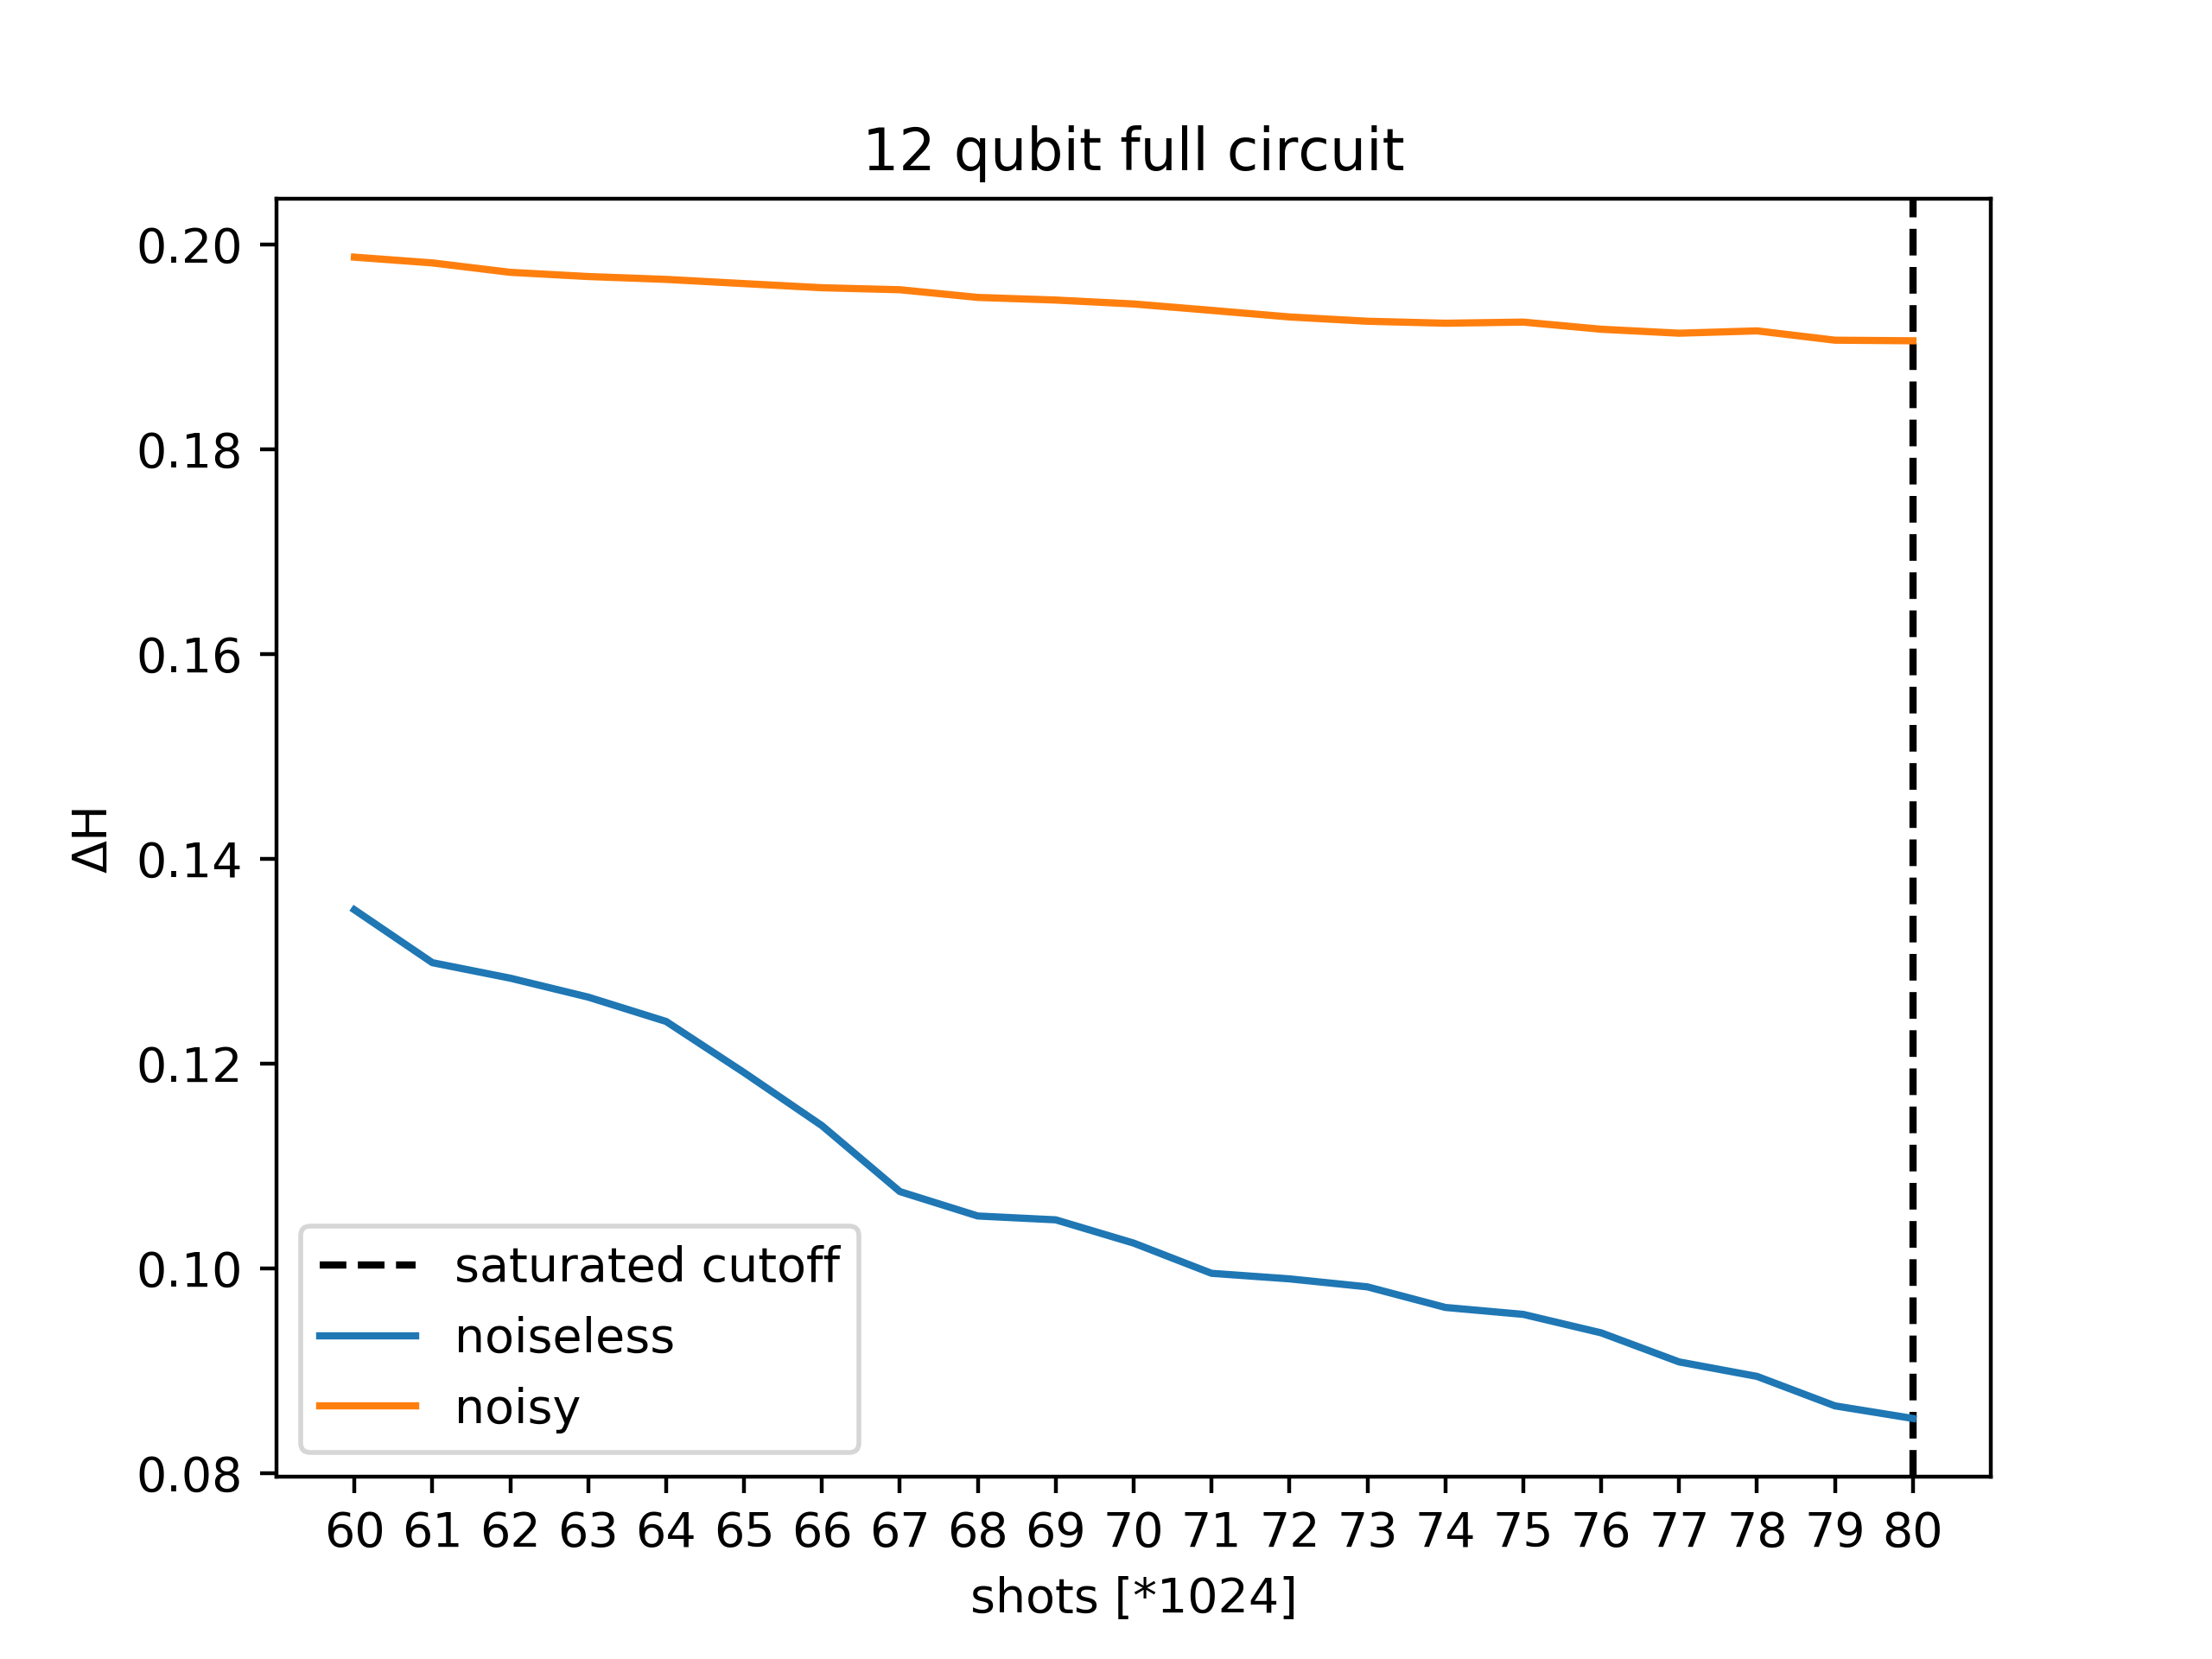 12 qubit full circuit
0.20
0.18
0.16
0.14
0.12
0.10
0.08
ΔH
saturated cutoff
noiseless
noisy
60 61 62 63 64 65 66 67 68 69 70 71 72 73 74 75 76 77 78 79 80
shots [*1024]